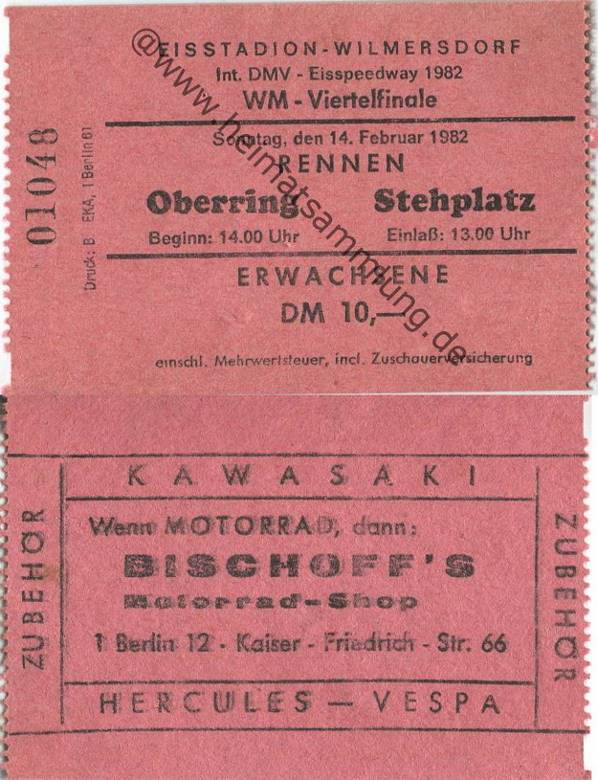 EISSTADION-WILMERSDORF
Int. DMV - Eisspeedway 1982
WM - Viertelfinale
Sonntag, den 14. Februar 1982
RENNEN
Oberring Stehplatz
Beginn: 14.00 Uhr Einlaß: 13.00 Uhr
ERWACHSENE
DM 10,—
einschl. Mehrwertsteuer, incl. Zuschauerversicherung
01048
Druck: B EKA, 1 Berlin 61
@www.heimatsammlung.de
KAWASAKI
Wenn MOTORRAD, dann:
BISCHOFF'S
Motorrad-Shop
1 Berlin 12 - Kaiser - Friedrich - Str. 66
HERCULES — VESPA
ZUBEHÖR
ZUBEHÖR